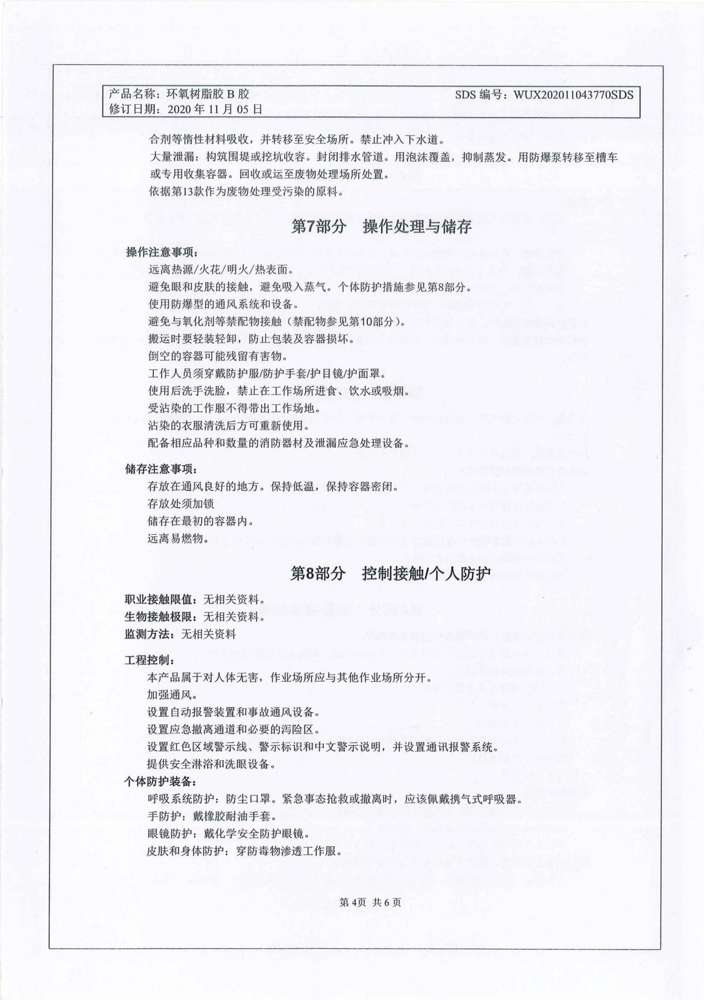 产品名称：环氧树脂胶 B 胶
SDS 编号：WUX202011043770SDS
修订日期：2020 年 11 月 05 日
合剂等惰性材料吸收，并转移至安全场所。禁止冲入下水道。
大量泄漏：构筑围堤或挖坑收容。封闭排水管道。用泡沫覆盖，抑制蒸发。用防爆泵转移至槽车
或专用收集容器。回收或运至废物处理场所处置。
依据第13款作为废物处理受污染的原料。
第7部分 操作处理与储存
操作注意事项：
远离热源/火花/明火/热表面。
避免眼和皮肤的接触，避免吸入蒸气。个体防护措施参见第8部分。
使用防爆型的通风系统和设备。
避免与氧化剂等禁配物接触（禁配物参见第10部分）。
搬运时要轻装轻卸，防止包装及容器损坏。
倒空的容器可能残留有害物。
工作人员须穿戴防护服/防护手套/护目镜/护面罩。
使用后洗手洗脸，禁止在工作场所进食、饮水或吸烟。
受沾染的工作服不得带出工作场地。
沾染的衣服清洗后方可重新使用。
配备相应品种和数量的消防器材及泄漏应急处理设备。
储存注意事项：
存放在通风良好的地方。保持低温，保持容器密闭。
存放处须加锁
储存在最初的容器内。
远离易燃物。
第8部分 控制接触/个人防护
职业接触限值：无相关资料。
生物接触极限：无相关资料。
监测方法：无相关资料
工程控制：
本产品属于对人体无害，作业场所应与其他作业场所分开。
加强通风。
设置自动报警装置和事故通风设备。
设置应急撤离通道和必要的泻险区。
设置红色区域警示线、警示标识和中文警示说明，并设置通讯报警系统。
提供安全淋浴和洗眼设备。
个体防护装备：
呼吸系统防护：防尘口罩。紧急事态抢救或撤离时，应该佩戴携气式呼吸器。
手防护：戴橡胶耐油手套。
眼镜防护：戴化学安全防护眼镜。
皮肤和身体防护：穿防毒物渗透工作服。
第 4页 共 6 页